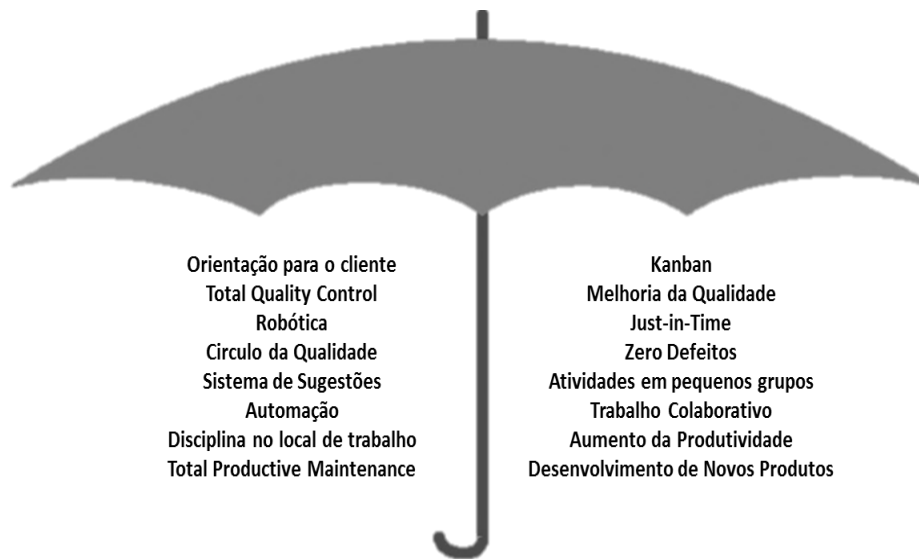 Orientação para o cliente
Total Quality Control
Robótica
Circulo da Qualidade
Sistema de Sugestões
Automação
Disciplina no local de trabalho
Total Productive Maintenance
Kanban
Melhoria da Qualidade
Just-in-Time
Zero Defeitos
Atividades em pequenos grupos
Trabalho Colaborativo
Aumento da Produtividade
Desenvolvimento de Novos Produtos